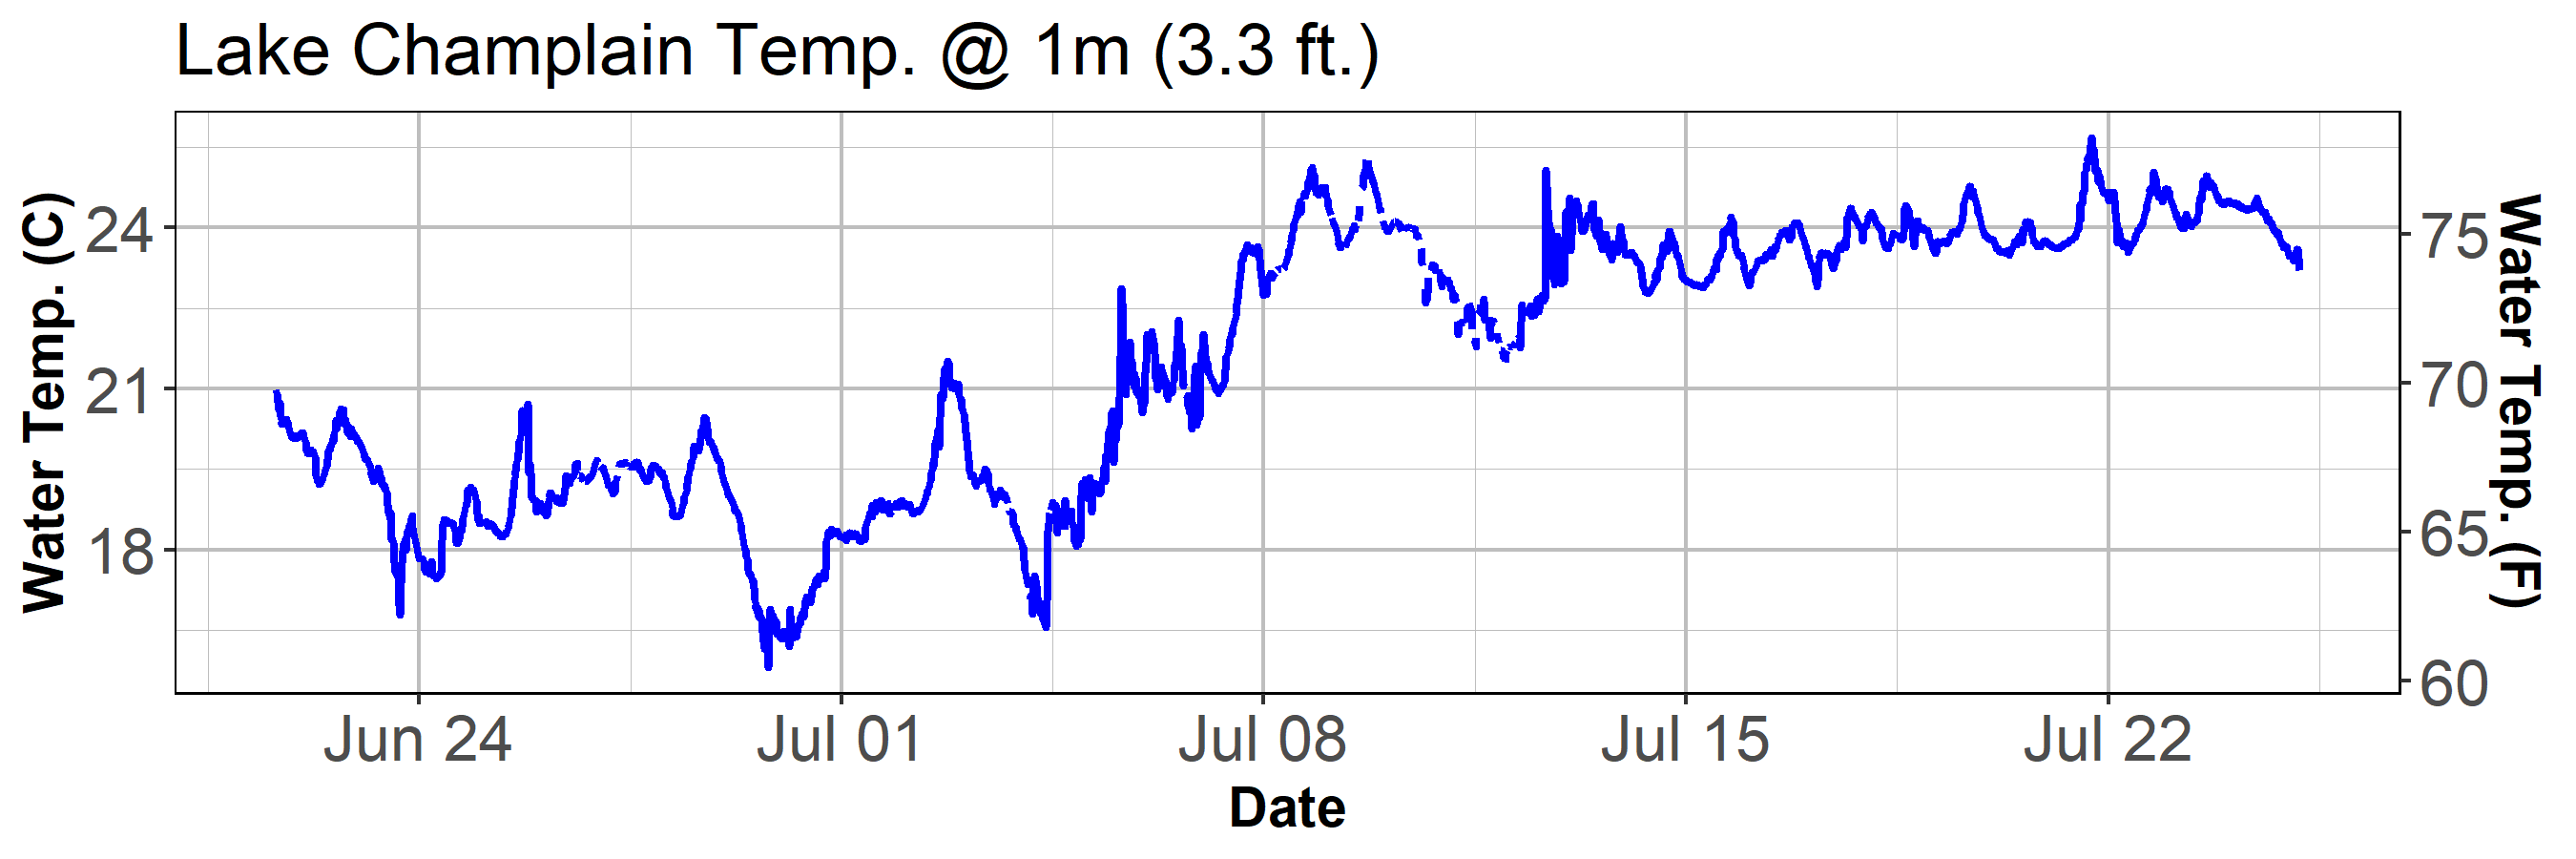 Lake Champlain Temp. @ 1m (3.3 ft.)
Water Temp. (C)
24
21
18
75
70
65
60
Water Temp. (F)
Jun 24
Jul 01
Jul 08
Jul 15
Jul 22
Date